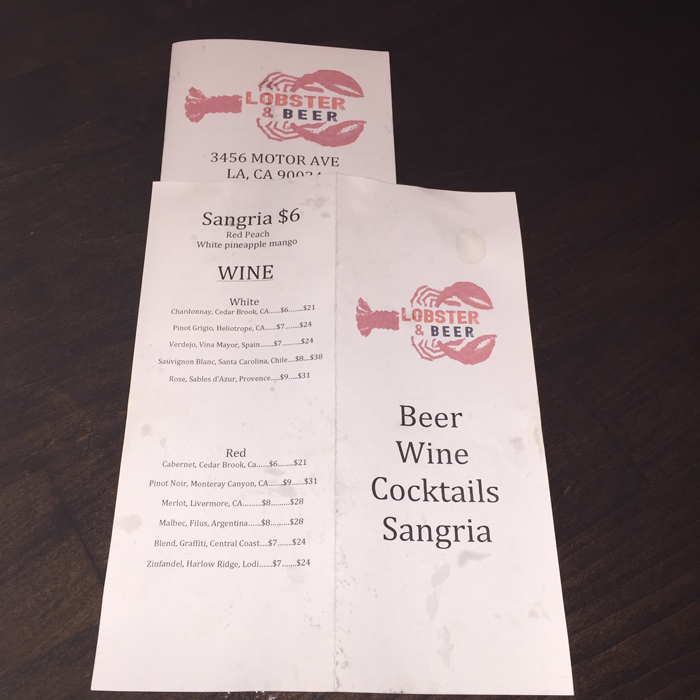 LOBSTER
& BEER
3456 MOTOR AVE
LA, CA
Sangria $6
Red Peach
White pineapple mango
WINE
White
Chardonnay, Cedar Brook, CA......$6.......$21
Pinot Grigio, Heliotrope, CA......$7.......$24
Verdejo, Vina Mayor, Spain.......$7.........$24
Sauvignon Blanc, Santa Carolina, Chile....$8....$38
Rose, Sables d'Azur, Provence.....$9.....$31
Red
Cabernet, Cedar Brook, Ca.......$6........$21
Pinot Noir, Monteray Canyon, CA.......$9......$31
Merlot, Livermore, CA.........$8.........$28
Malbec, Filus, Argentina.......$8.........$28
Blend, Graffiti, Central Coast....$7.......$24
Zinfandel, Harlow Ridge, Lodi......$7.......$24
LOBSTER
& BEER
Beer
Wine
Cocktails
Sangria